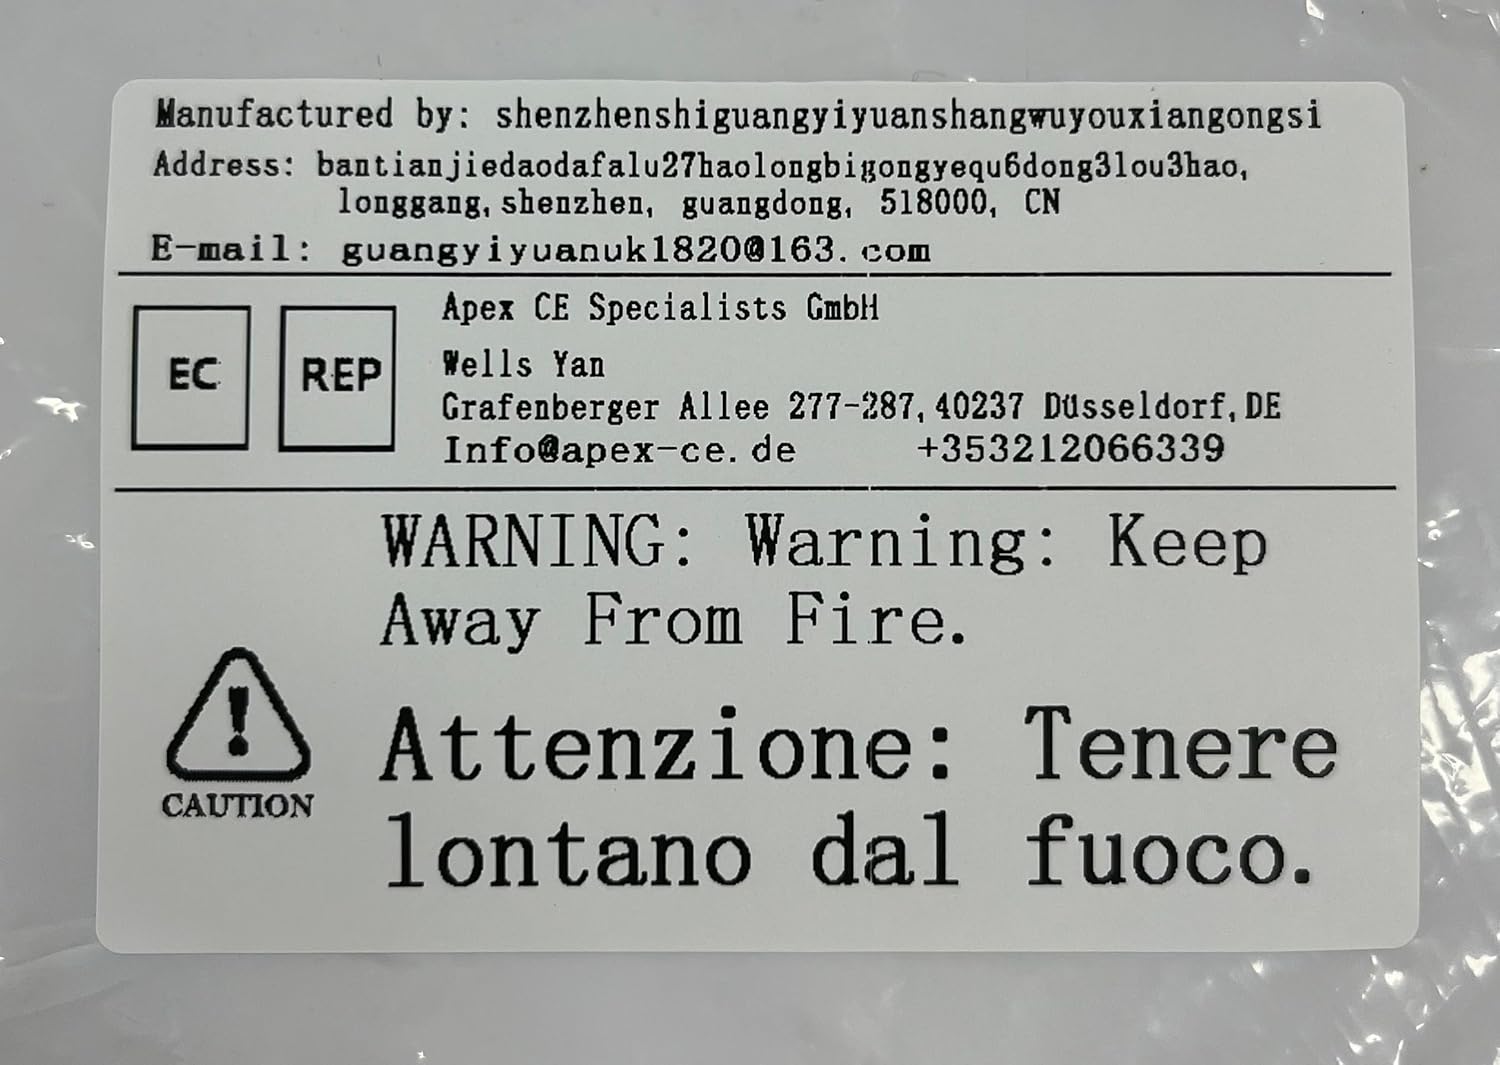 Manufactured by: shenzhenshiguangyiyuanshangwuyouxiangongsi
Address: bantianjiedaodafalu27haolongbigongyequ6dong3lou3hao,
longgang, shenzhen, guangdong, 518000, CN
E-mail: guangyiyuanuk1820@163.com
EC REP
Apex CE Specialists GmbH
Wells Yan
Grafenberger Allee 277-287, 40237 Düsseldorf, DE
Info@apex-ce.de +353212066339
WARNING: Warning: Keep
Away From Fire.
CAUTION
Attenzione: Tenere
lontano dal fuoco.